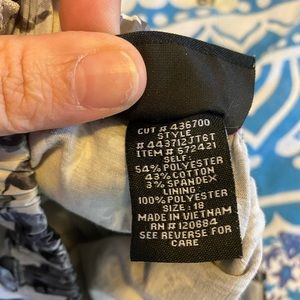 CUT # 436700
STYLE
# 443712JT6T
ITEM # 572421
SELF:
54% POLYESTER
43% COTTON
3% SPANDEX
LINING:
100% POLYESTER
SIZE: 18
MADE IN VIETNAM
RN # 120684
SEE REVERSE FOR
CARE